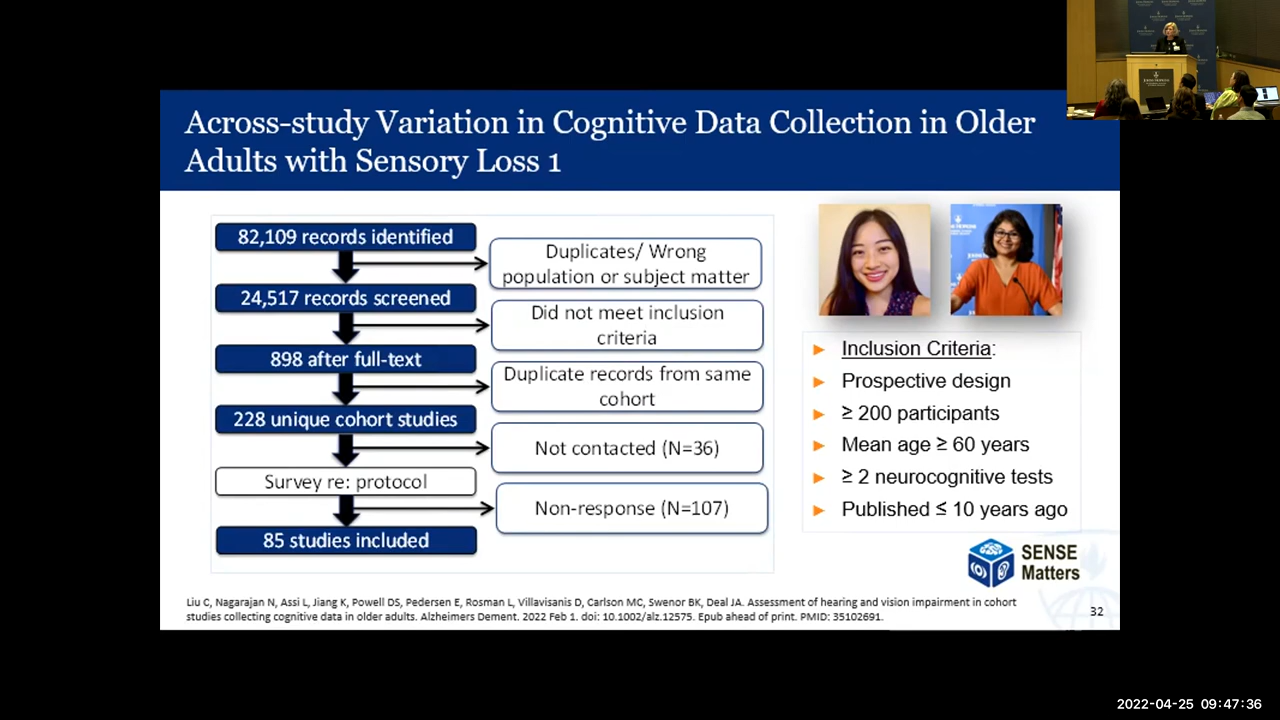 Across-study Variation in Cognitive Data Collection in Older
Adults with Sensory Loss 1
82,109 records identified
Duplicates/ Wrong
population or subject matter
24,517 records screened
Did not meet inclusion
criteria
898 after full-text
Duplicate records from same
cohort
228 unique cohort studies
Not contacted (N=36)
Survey re: protocol
Non-response (N=107)
85 studies included
Inclusion Criteria:
Prospective design
≥ 200 participants
Mean age ≥ 60 years
≥ 2 neurocognitive tests
Published ≤ 10 years ago
SENSE
Matters
Liu C, Nagarajan N, Assi L, Jiang K, Powell DS, Pedersen E, Rosman L, Villavisanis D, Carlson MC, Swenor BK, Deal JA. Assessment of hearing and vision impairment in cohort
studies collecting cognitive data in older adults. Alzheimers Dement. 2022 Feb 1. doi: 10.1002/alz.12575. Epub ahead of print. PMID: 35102691.
32
2022-04-25 09:47:36